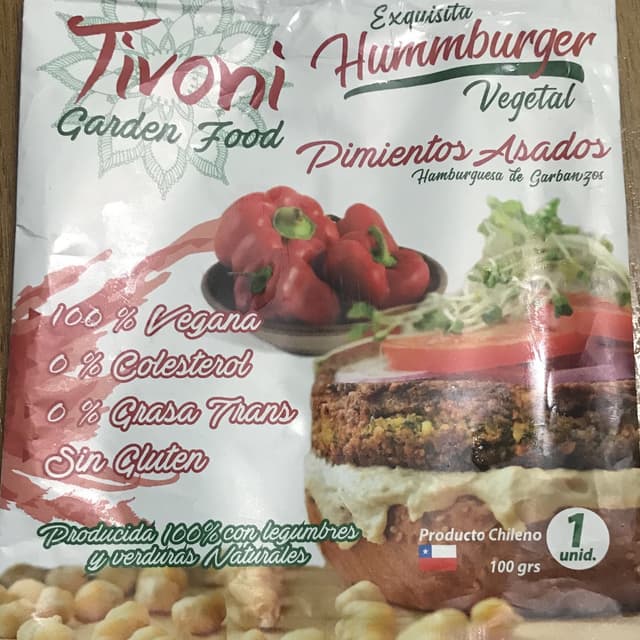 Tivoni
Garden Food
Exquisita
Hummburger
Vegetal
Pimientos Asados
Hamburguesa de Garbanzos
100 % Vegana
0 % Colesterol
0 % Grasa Trans
Sin Gluten
Producida 100% con legumbres
y verduras Naturales
Producto Chileno
100 grs
1
unid.